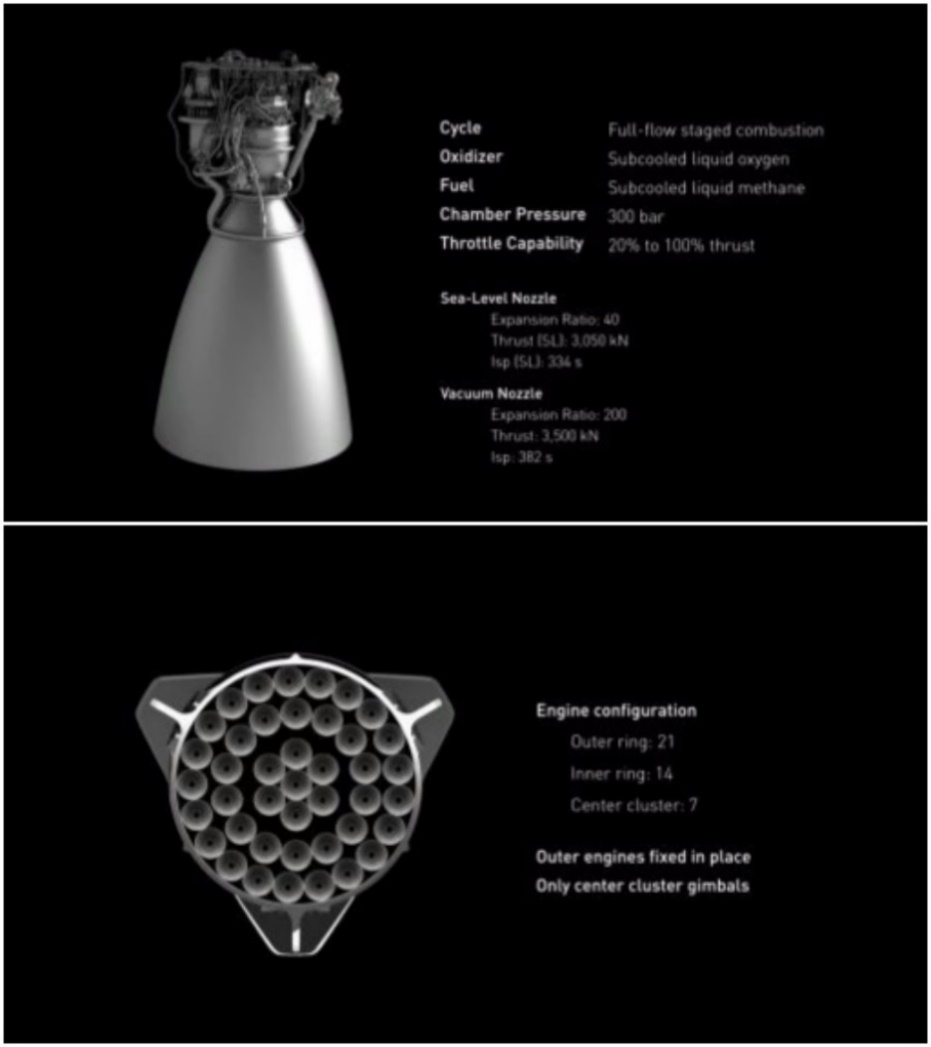 Cycle Full-flow staged combustion
Oxidizer Subcooled liquid oxygen
Fuel Subcooled liquid methane
Chamber Pressure 300 bar
Throttle Capability 20% to 100% thrust
Sea-Level Nozzle
Expansion Ratio: 40
Thrust (SL): 3,050 kN
Isp (SL): 334 s
Vacuum Nozzle
Expansion Ratio: 200
Thrust: 3,500 kN
Isp: 382 s
Engine configuration
Outer ring: 21
Inner ring: 14
Center cluster: 7
Outer engines fixed in place
Only center cluster gimbals